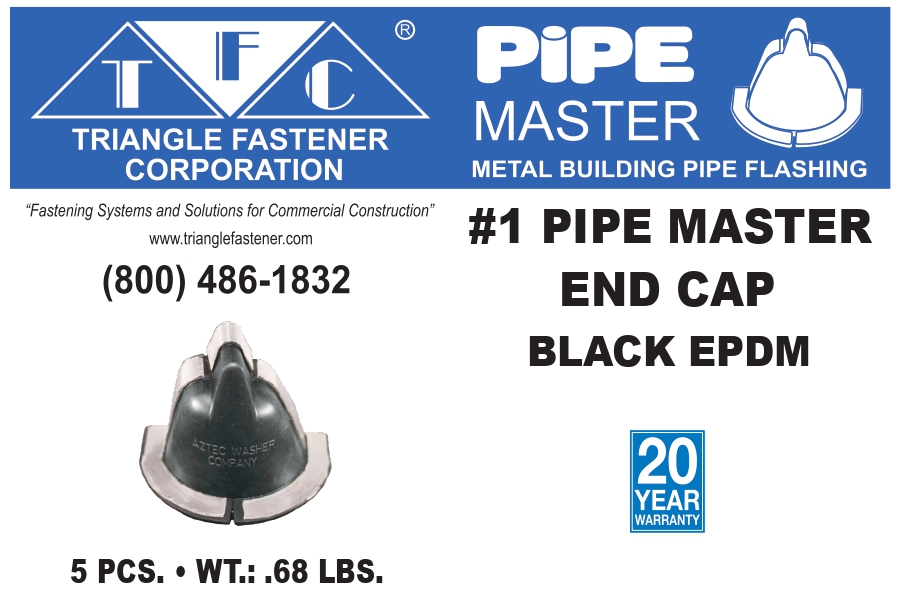 T F C ®
TRIANGLE FASTENER
CORPORATION
PiPE
MASTER
METAL BUILDING PIPE FLASHING
“Fastening Systems and Solutions for Commercial Construction”
www.trianglefastener.com
(800) 486-1832
#1 PIPE MASTER
END CAP
BLACK EPDM
AZTEC WASHER
COMPANY
20
YEAR
WARRANTY
5 PCS. • WT.: .68 LBS.